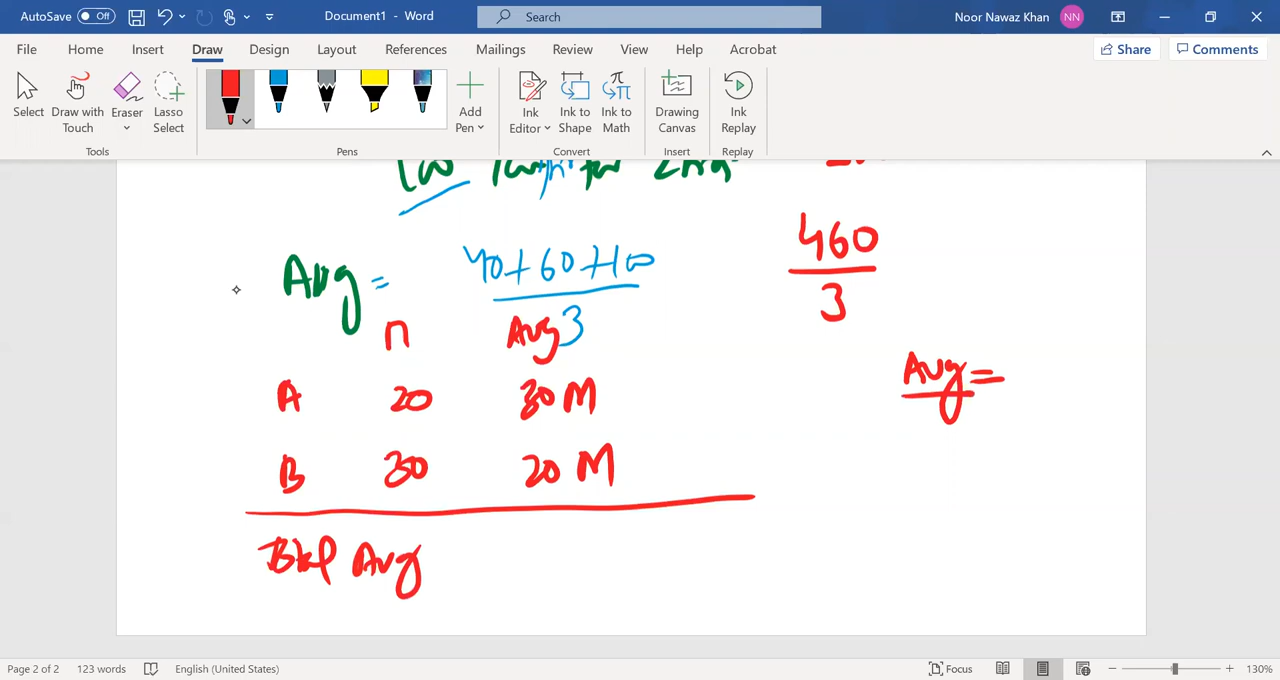 AutoSave Off Document1 - Word Search Noor Nawaz Khan NN
File Home Insert Draw Design Layout References Mailings Review View Help Acrobat Share Comments
Select Draw with Touch Eraser Lasso Select Add Pen Ink Editor Ink to Shape Ink to Math Drawing Canvas Ink Replay
Tools Pens Convert Insert Replay
460
3
Avg = 40+60+100
3
n Avg
Avg =
A 20 30 M
B 30 20 M
Avg
Page 2 of 2 123 words English (United States) Focus 130%